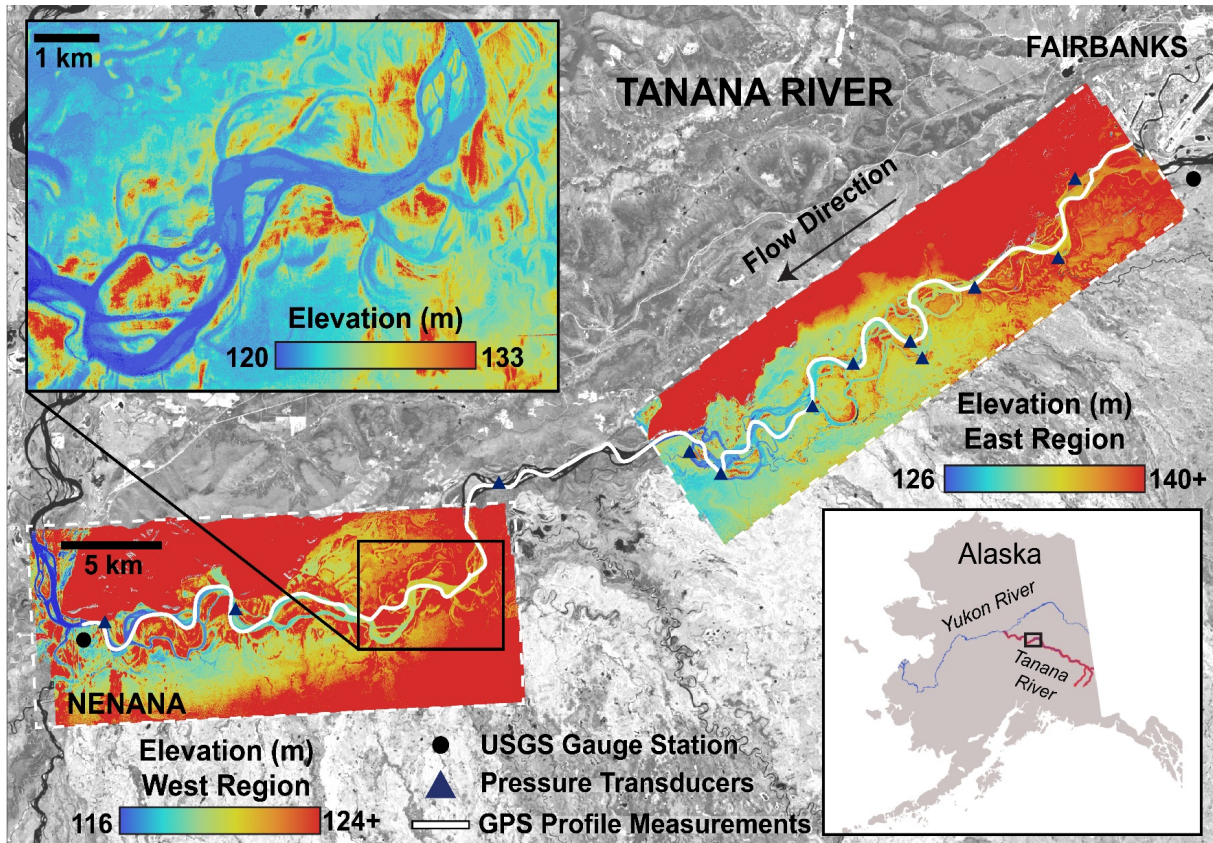 1 km
FAIRBANKS
TANANA RIVER
Flow Direction
Elevation (m)
120
133
Elevation (m)
East Region
126
140+
5 km
NENANA
Elevation (m)
West Region
116
124+
USGS Gauge Station
Pressure Transducers
GPS Profile Measurements
Alaska
Yukon River
Tanana
River